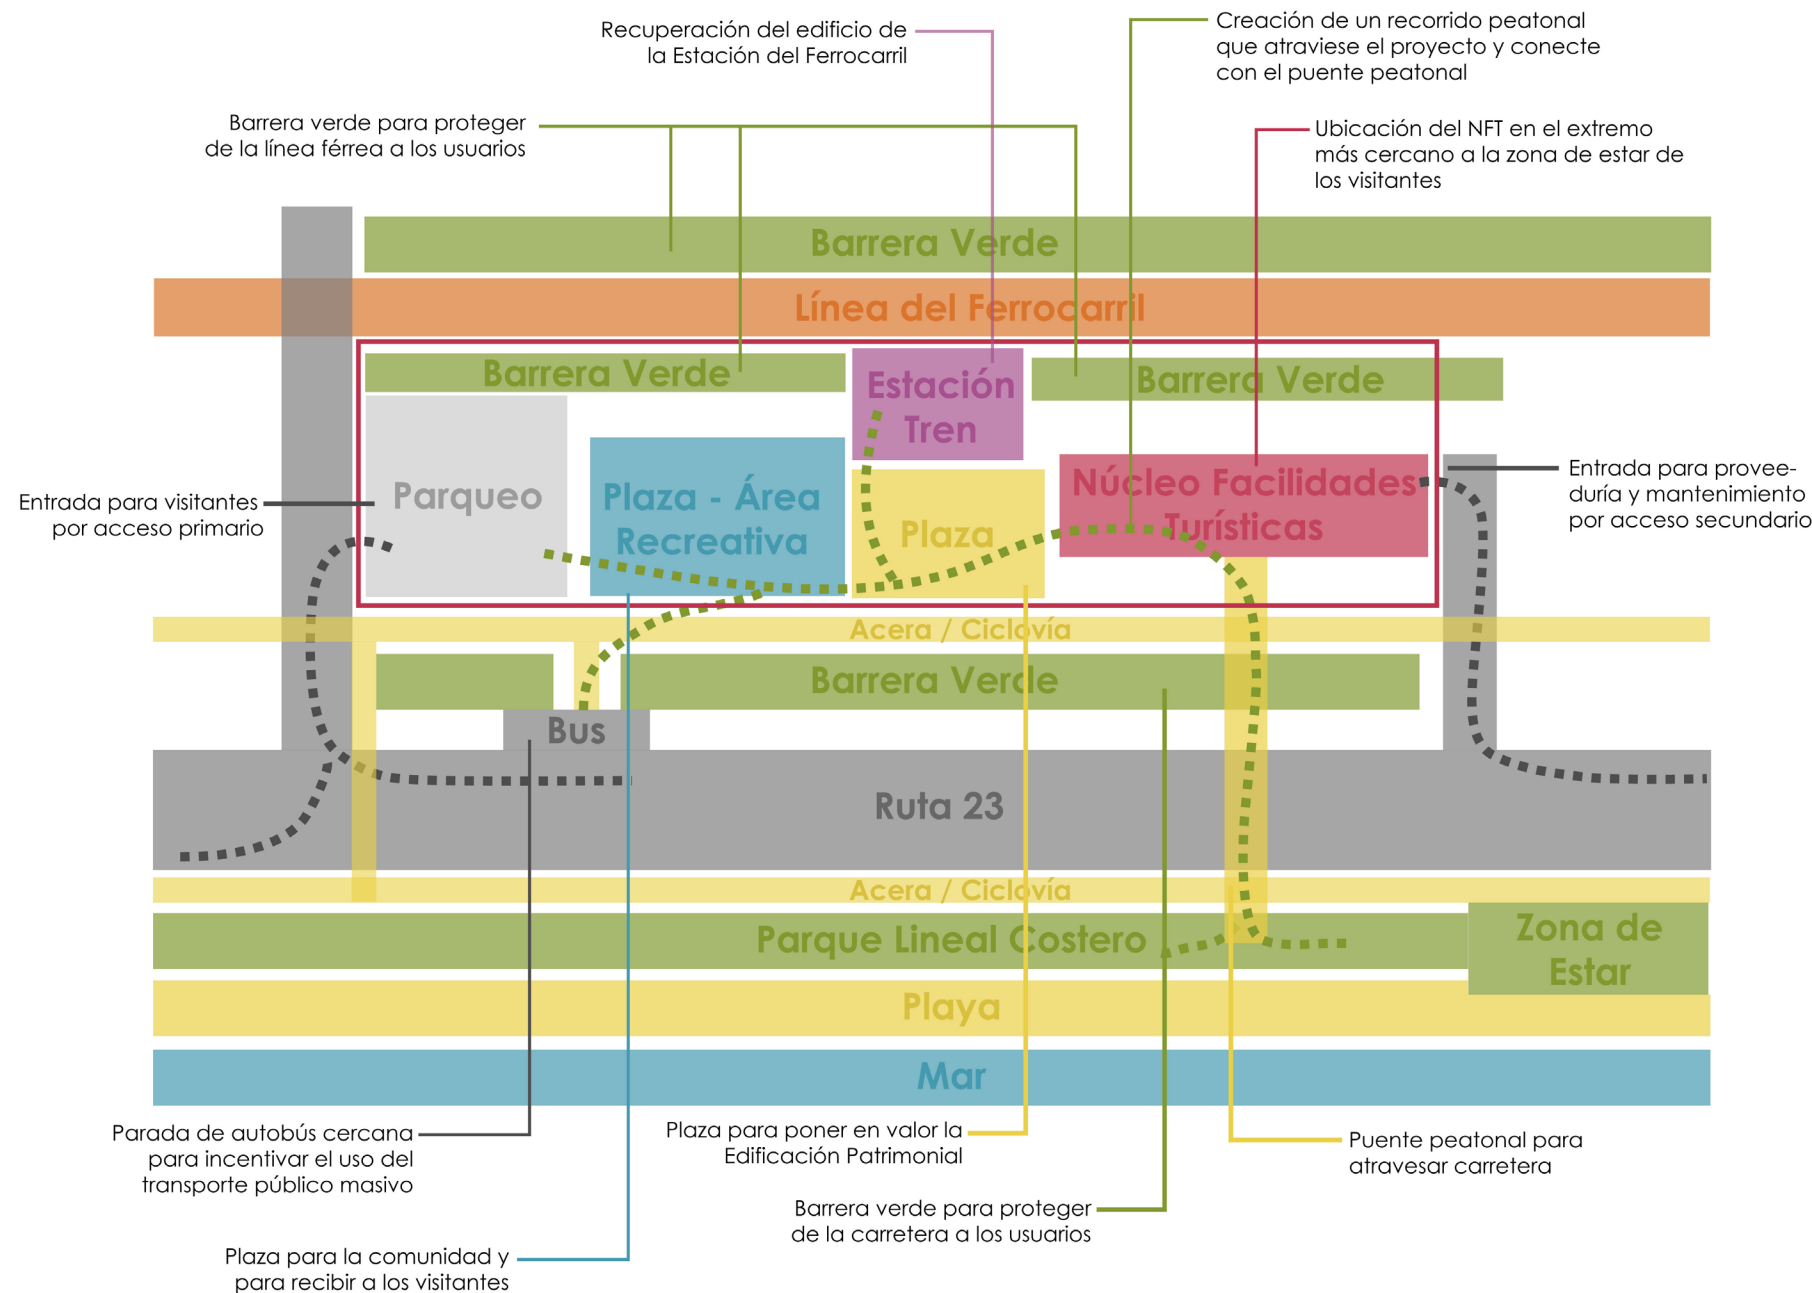 Recuperación del edificio de
la Estación del Ferrocarril
Creación de un recorrido peatonal
que atraviese el proyecto y conecte
con el puente peatonal
Barrera verde para proteger
de la línea férrea a los usuarios
Ubicación del NFT en el extremo
más cercano a la zona de estar de
los visitantes
Barrera Verde
Línea del Ferrocarril
Barrera Verde
Estación
Tren
Barrera Verde
Entrada para visitantes
por acceso primario
Parqueo
Plaza - Área
Recreativa
Plaza
Núcleo Facilidades
Turísticas
Entrada para provee-
duría y mantenimiento
por acceso secundario
Acera / Ciclovía
Barrera Verde
Bus
Ruta 23
Acera / Ciclovía
Parque Lineal Costero
Zona de
Estar
Playa
Mar
Parada de autobús cercana
para incentivar el uso del
transporte público masivo
Plaza para poner en valor la
Edificación Patrimonial
Puente peatonal para
atravesar carretera
Barrera verde para proteger
de la carretera a los usuarios
Plaza para la comunidad y
para recibir a los visitantes